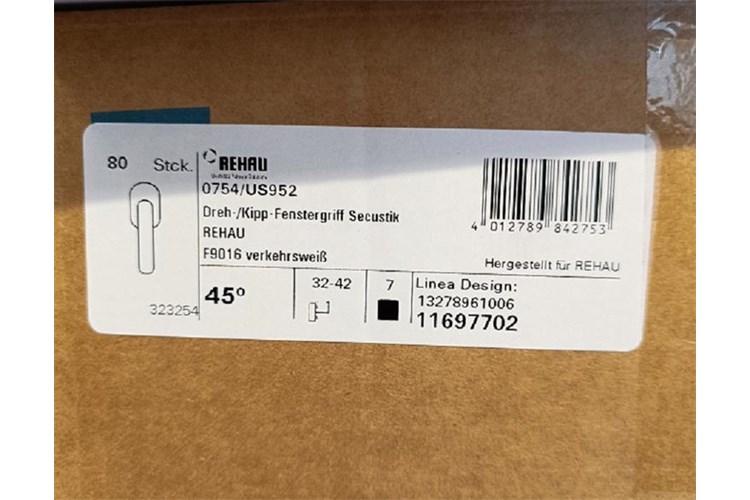 80 Stck.
REHAU
0754/US952
Dreh-/Kipp-Fenstergriff Secustik
REHAU
F9016 verkehrsweiß
4 012789 842753
Hergestellt für REHAU
323254
45º
32-42
7
Linea Design:
13278961006
11697702